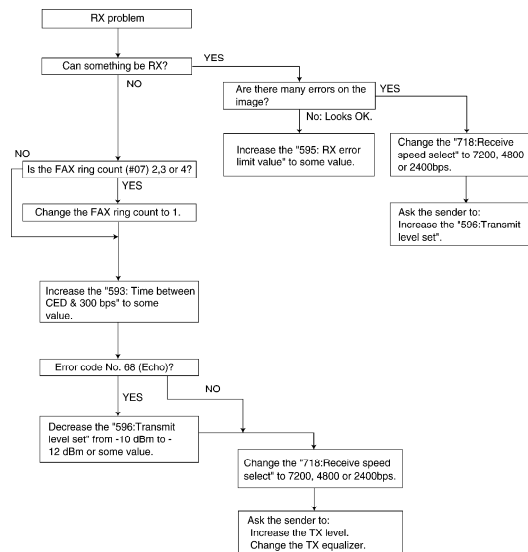 RX problem
Can something be RX?
YES
NO
Are there many errors on the
image?
YES
No: Looks OK.
Increase the "595: RX error
limit value" to some value.
Change the "718:Receive
speed select" to 7200, 4800
or 2400bps.
Ask the sender to:
Increase the "596:Transmit
level set".
NO
Is the FAX ring count (#07) 2,3 or 4?
YES
Change the FAX ring count to 1.
Increase the "593: Time between
CED & 300 bps" to some
value.
Error code No. 68 (Echo)?
NO
YES
Decrease the "596:Transmit
level set" from -10 dBm to -
12 dBm or some value.
Change the "718:Receive speed
select" to 7200, 4800 or 2400bps.
Ask the sender to:
Increase the TX level.
Change the TX equalizer.